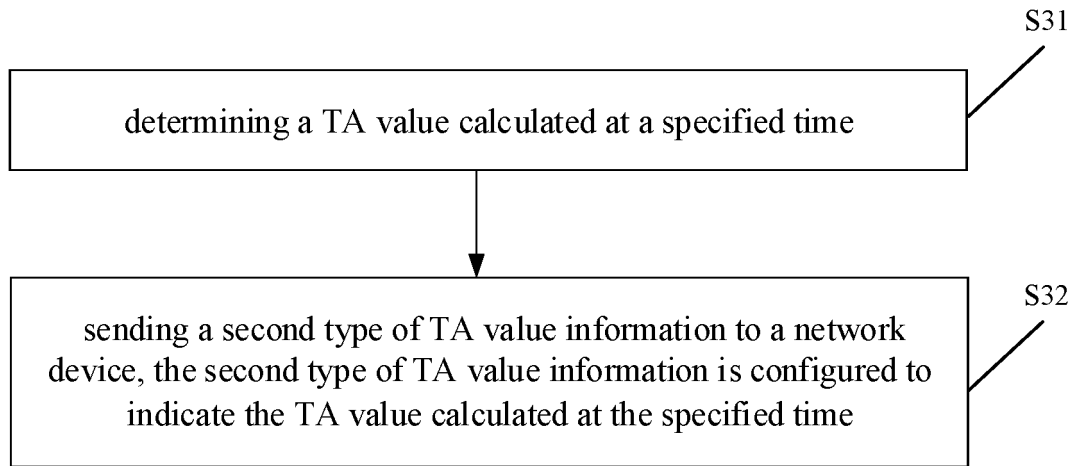 S31
determining a TA value calculated at a specified time
S32
sending a second type of TA value information to a network
device, the second type of TA value information is configured to
indicate the TA value calculated at the specified time